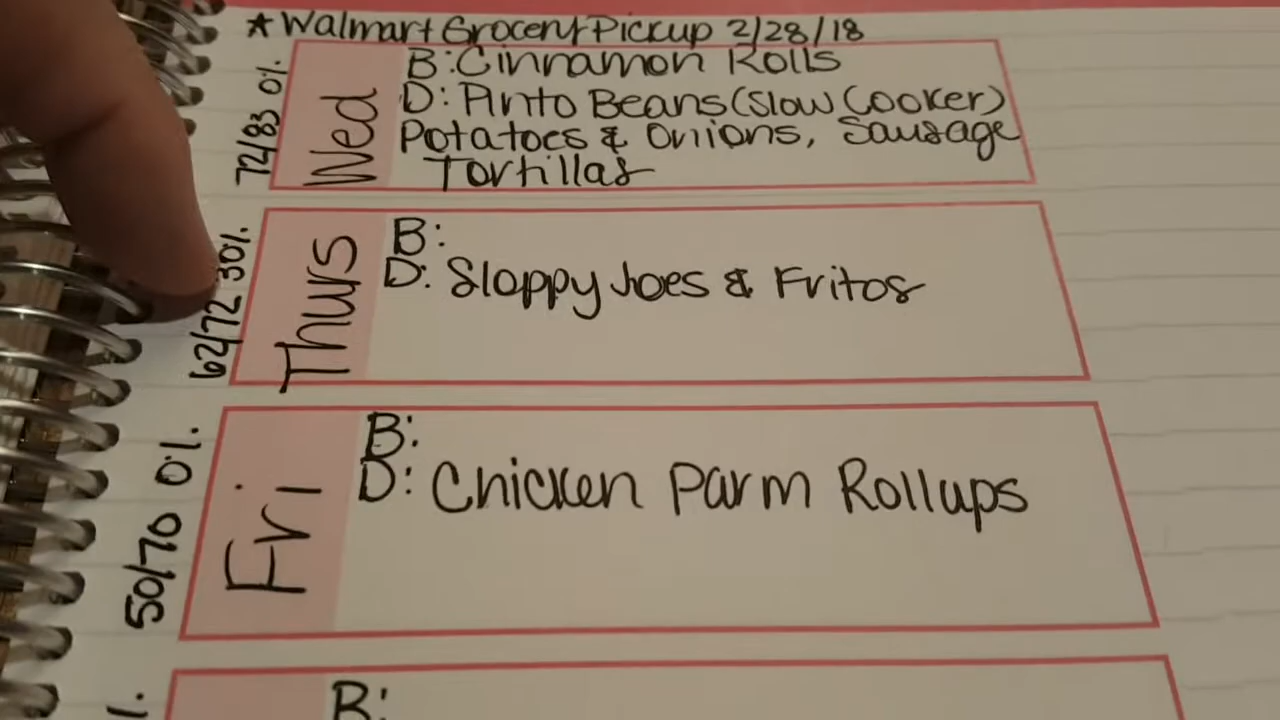 ★Walmart Grocery Pickup 2/28/18
72/83 0%
Wed
B: Cinnamon Rolls
D: Pinto Beans (Slow Cooker)
Potatoes & Onions, Sausage
Tortillas
62/72 30%
Thurs
B:
D: Sloppy Joes & Fritos
50/70 0%
Fri
B:
D: Chicken Parm Rollups
B: